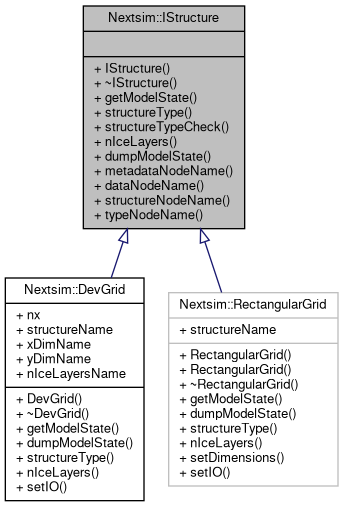 Nextsim::IStructure
+ IStructure()
+ ~IStructure()
+ getModelState()
+ structureType()
+ structureTypeCheck()
+ nIceLayers()
+ dumpModelState()
+ metadataNodeName()
+ dataNodeName()
+ structureNodeName()
+ typeNodeName()
Nextsim::DevGrid
+ nx
+ structureName
+ xDimName
+ yDimName
+ nIceLayersName
+ DevGrid()
+ ~DevGrid()
+ getModelState()
+ dumpModelState()
+ structureType()
+ nIceLayers()
+ setIO()
Nextsim::RectangularGrid
+ structureName
+ RectangularGrid()
+ RectangularGrid()
+ ~RectangularGrid()
+ getModelState()
+ dumpModelState()
+ structureType()
+ nIceLayers()
+ setDimensions()
+ setIO()